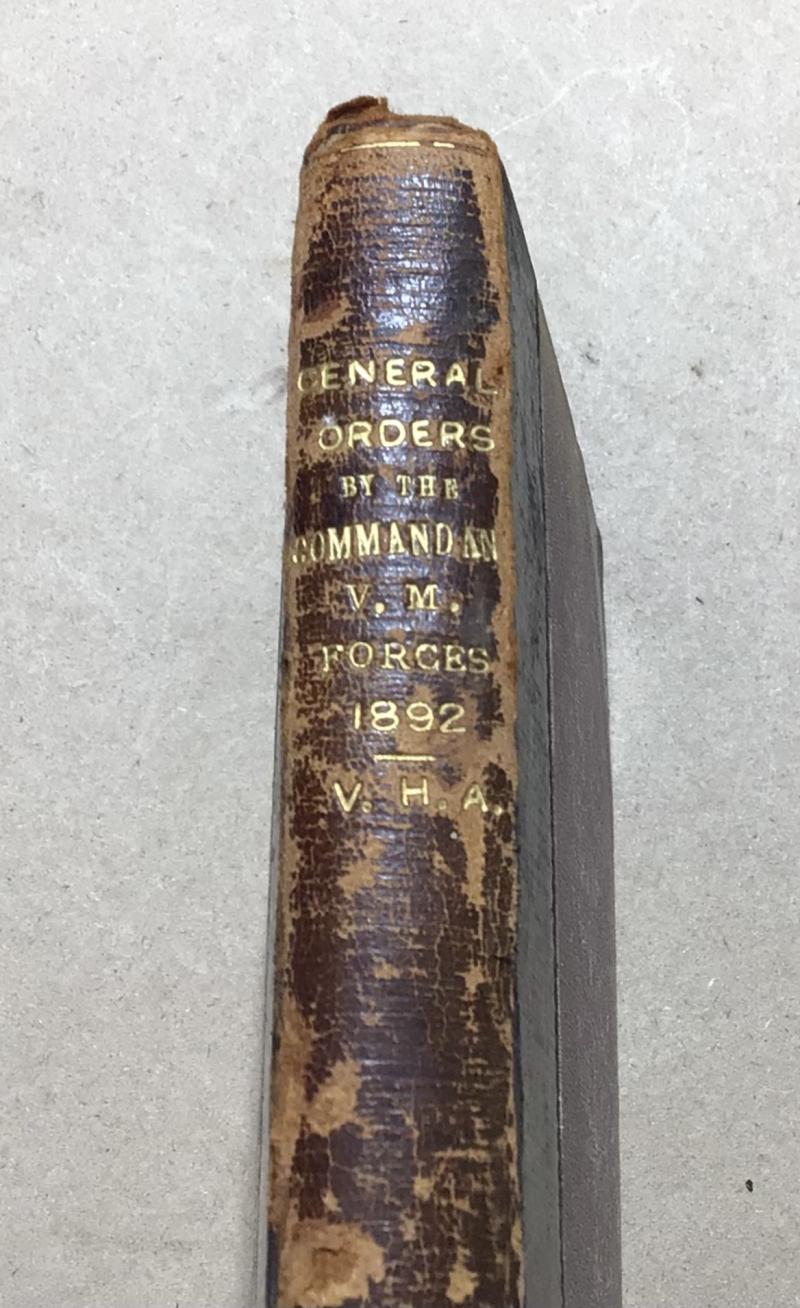 GENERAL
ORDERS
BY THE
COMMANDAN
V. M.
FORCES
1892
V. H. A.